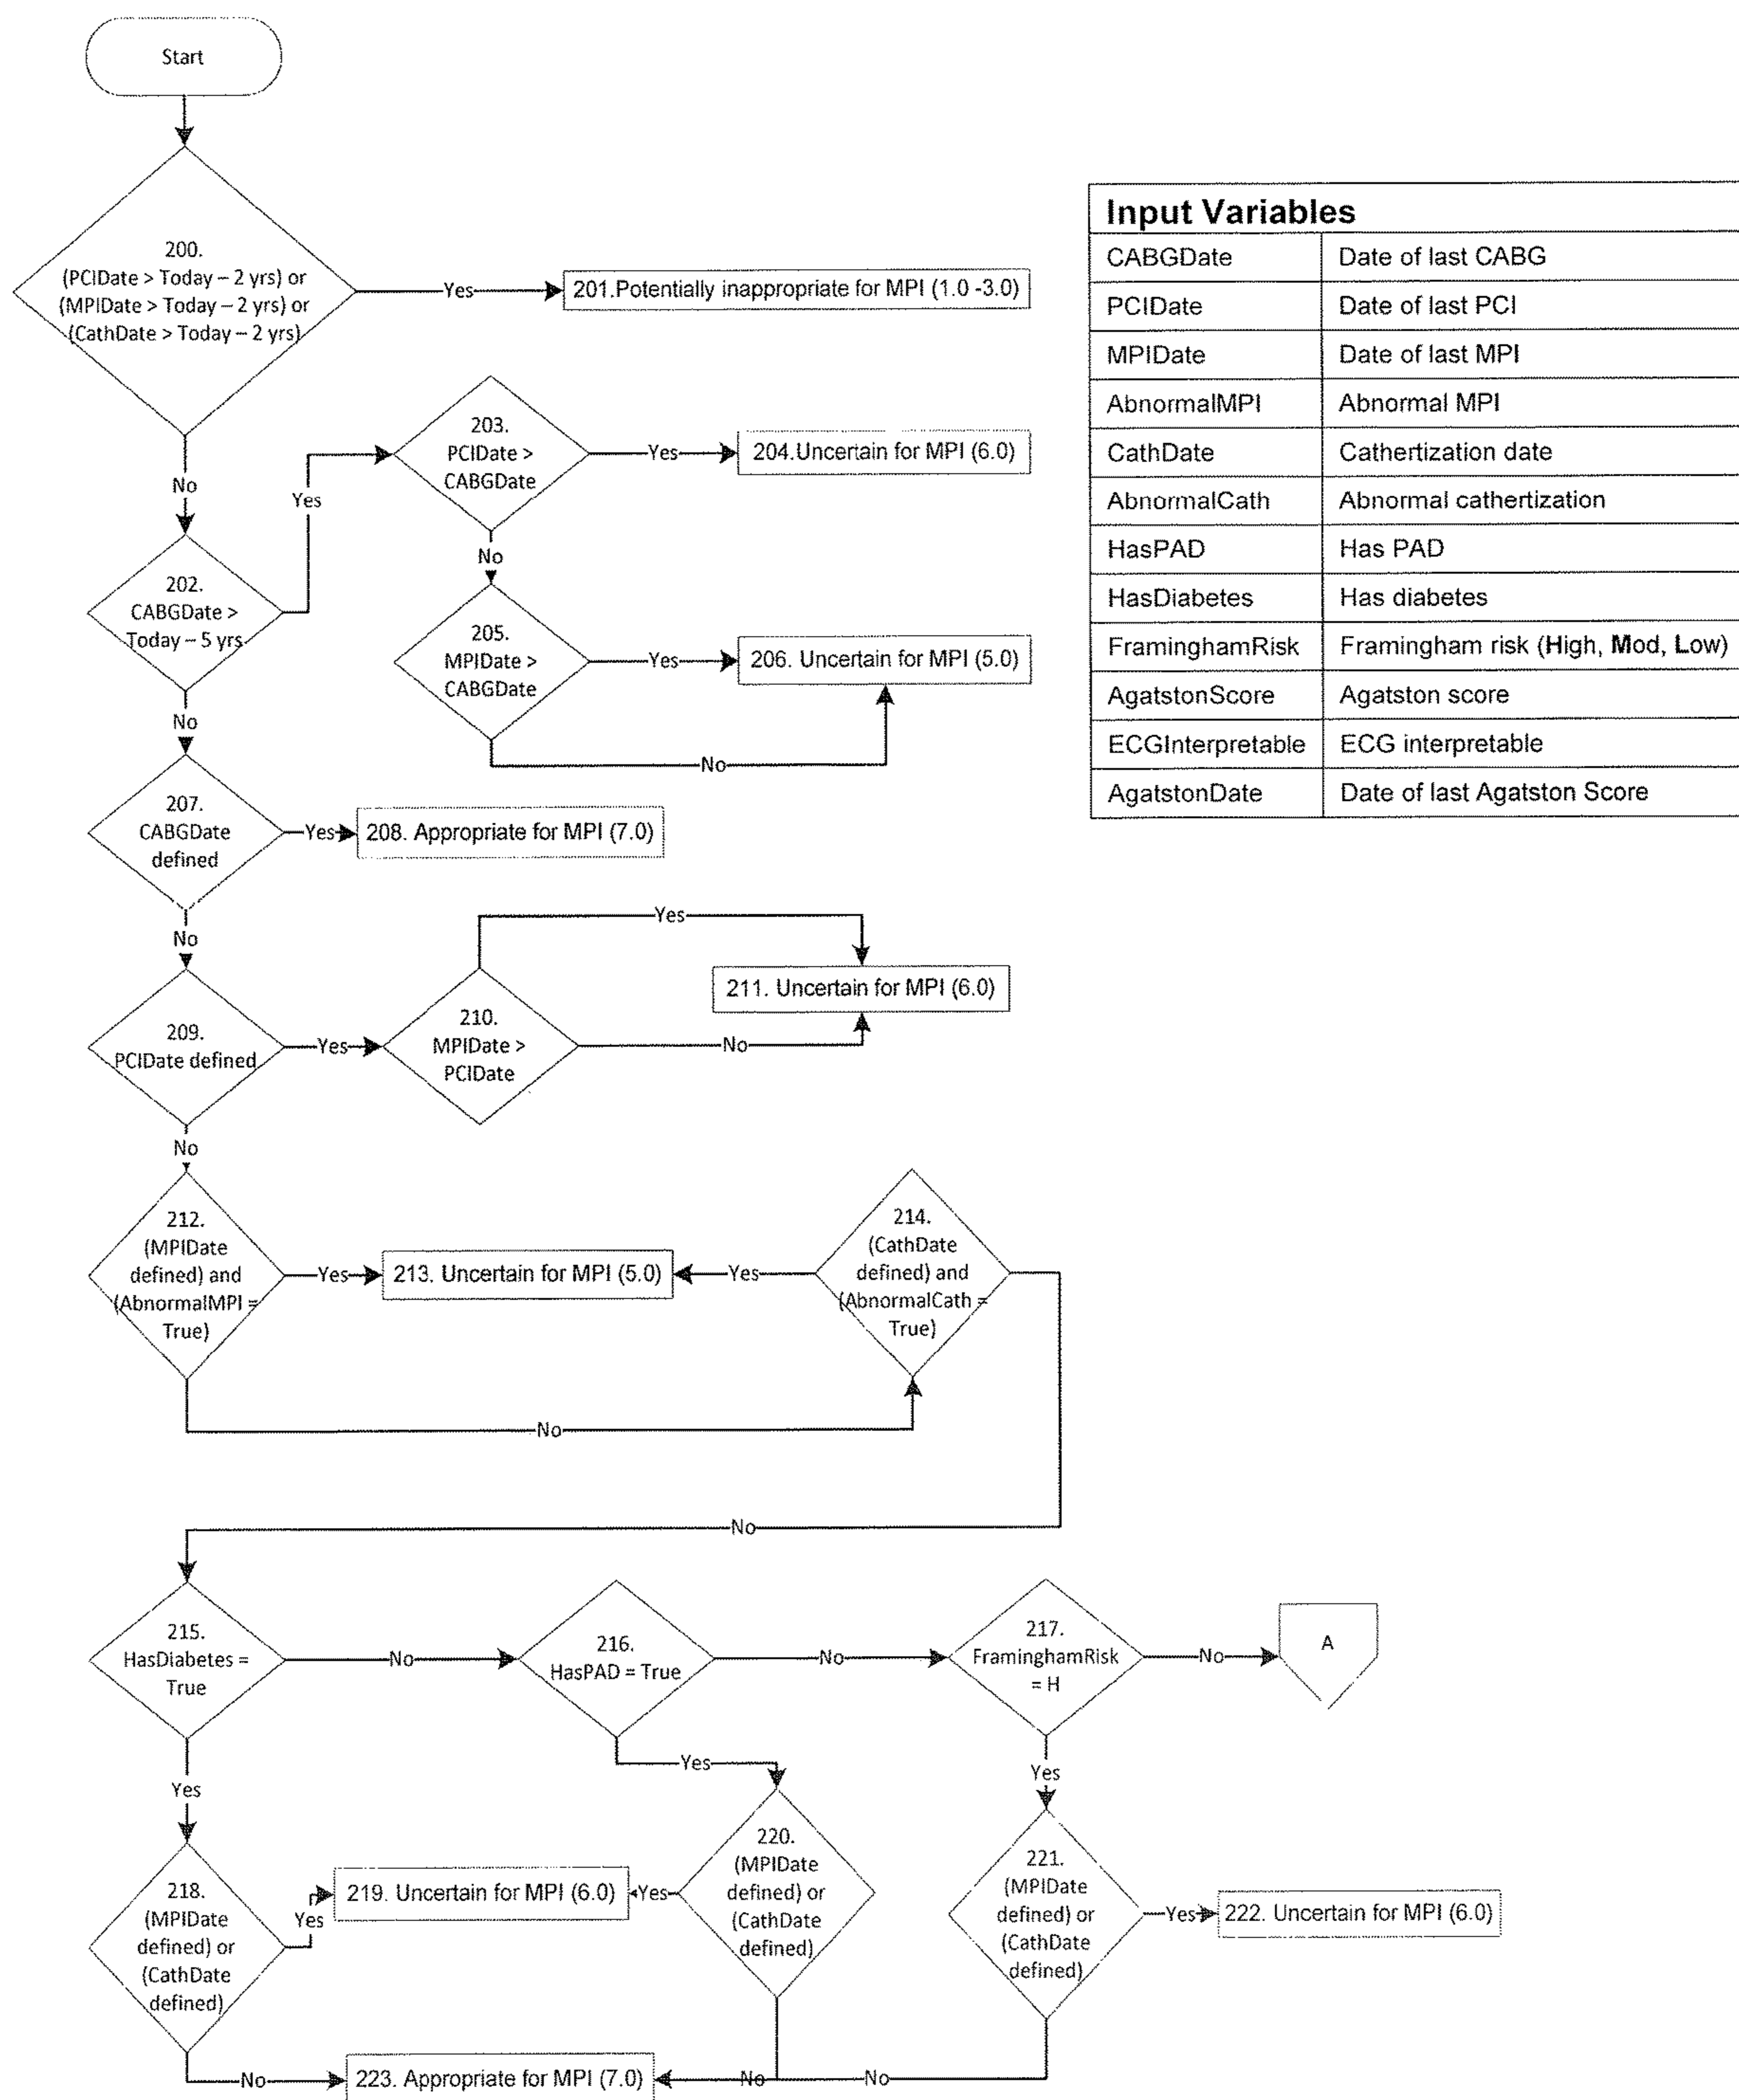 Start
200.
(PCIDate > Today – 2 yrs) or
(MPIDate > Today – 2 yrs) or
(CathDate > Today – 2 yrs)
Yes
201.Potentially inappropriate for MPI (1.0 -3.0)
No
202.
CABGDate >
Today – 5 yrs
Yes
203.
PCIDate >
CABGDate
Yes
204.Uncertain for MPI (6.0)
No
205.
MPIDate >
CABGDate
Yes
206. Uncertain for MPI (5.0)
No
No
207.
CABGDate
defined
Yes
208. Appropriate for MPI (7.0)
No
209.
PCIDate defined
Yes
210.
MPIDate >
PCIDate
Yes
211. Uncertain for MPI (6.0)
No
No
212.
(MPIDate
defined) and
(AbnormalMPI =
True)
Yes
213. Uncertain for MPI (5.0)
Yes
214.
(CathDate
defined) and
(AbnormalCath =
True)
No
No
215.
HasDiabetes =
True
No
216.
HasPAD = True
No
217.
FraminghamRisk
= H
No
A
Yes
Yes
Yes
218.
(MPIDate
defined) or
(CathDate
defined)
Yes
219. Uncertain for MPI (6.0)
Yes
220.
(MPIDate
defined) or
(CathDate
defined)
221.
(MPIDate
defined) or
(CathDate
defined)
Yes
222. Uncertain for MPI (6.0)
No
223. Appropriate for MPI (7.0)
No
No
Input Variables
CABGDate Date of last CABG
PCIDate Date of last PCI
MPIDate Date of last MPI
AbnormalMPI Abnormal MPI
CathDate Cathertization date
AbnormalCath Abnormal cathertization
HasPAD Has PAD
HasDiabetes Has diabetes
FraminghamRisk Framingham risk (High, Mod, Low)
AgatstonScore Agatston score
ECGInterpretable ECG interpretable
AgatstonDate Date of last Agatston Score